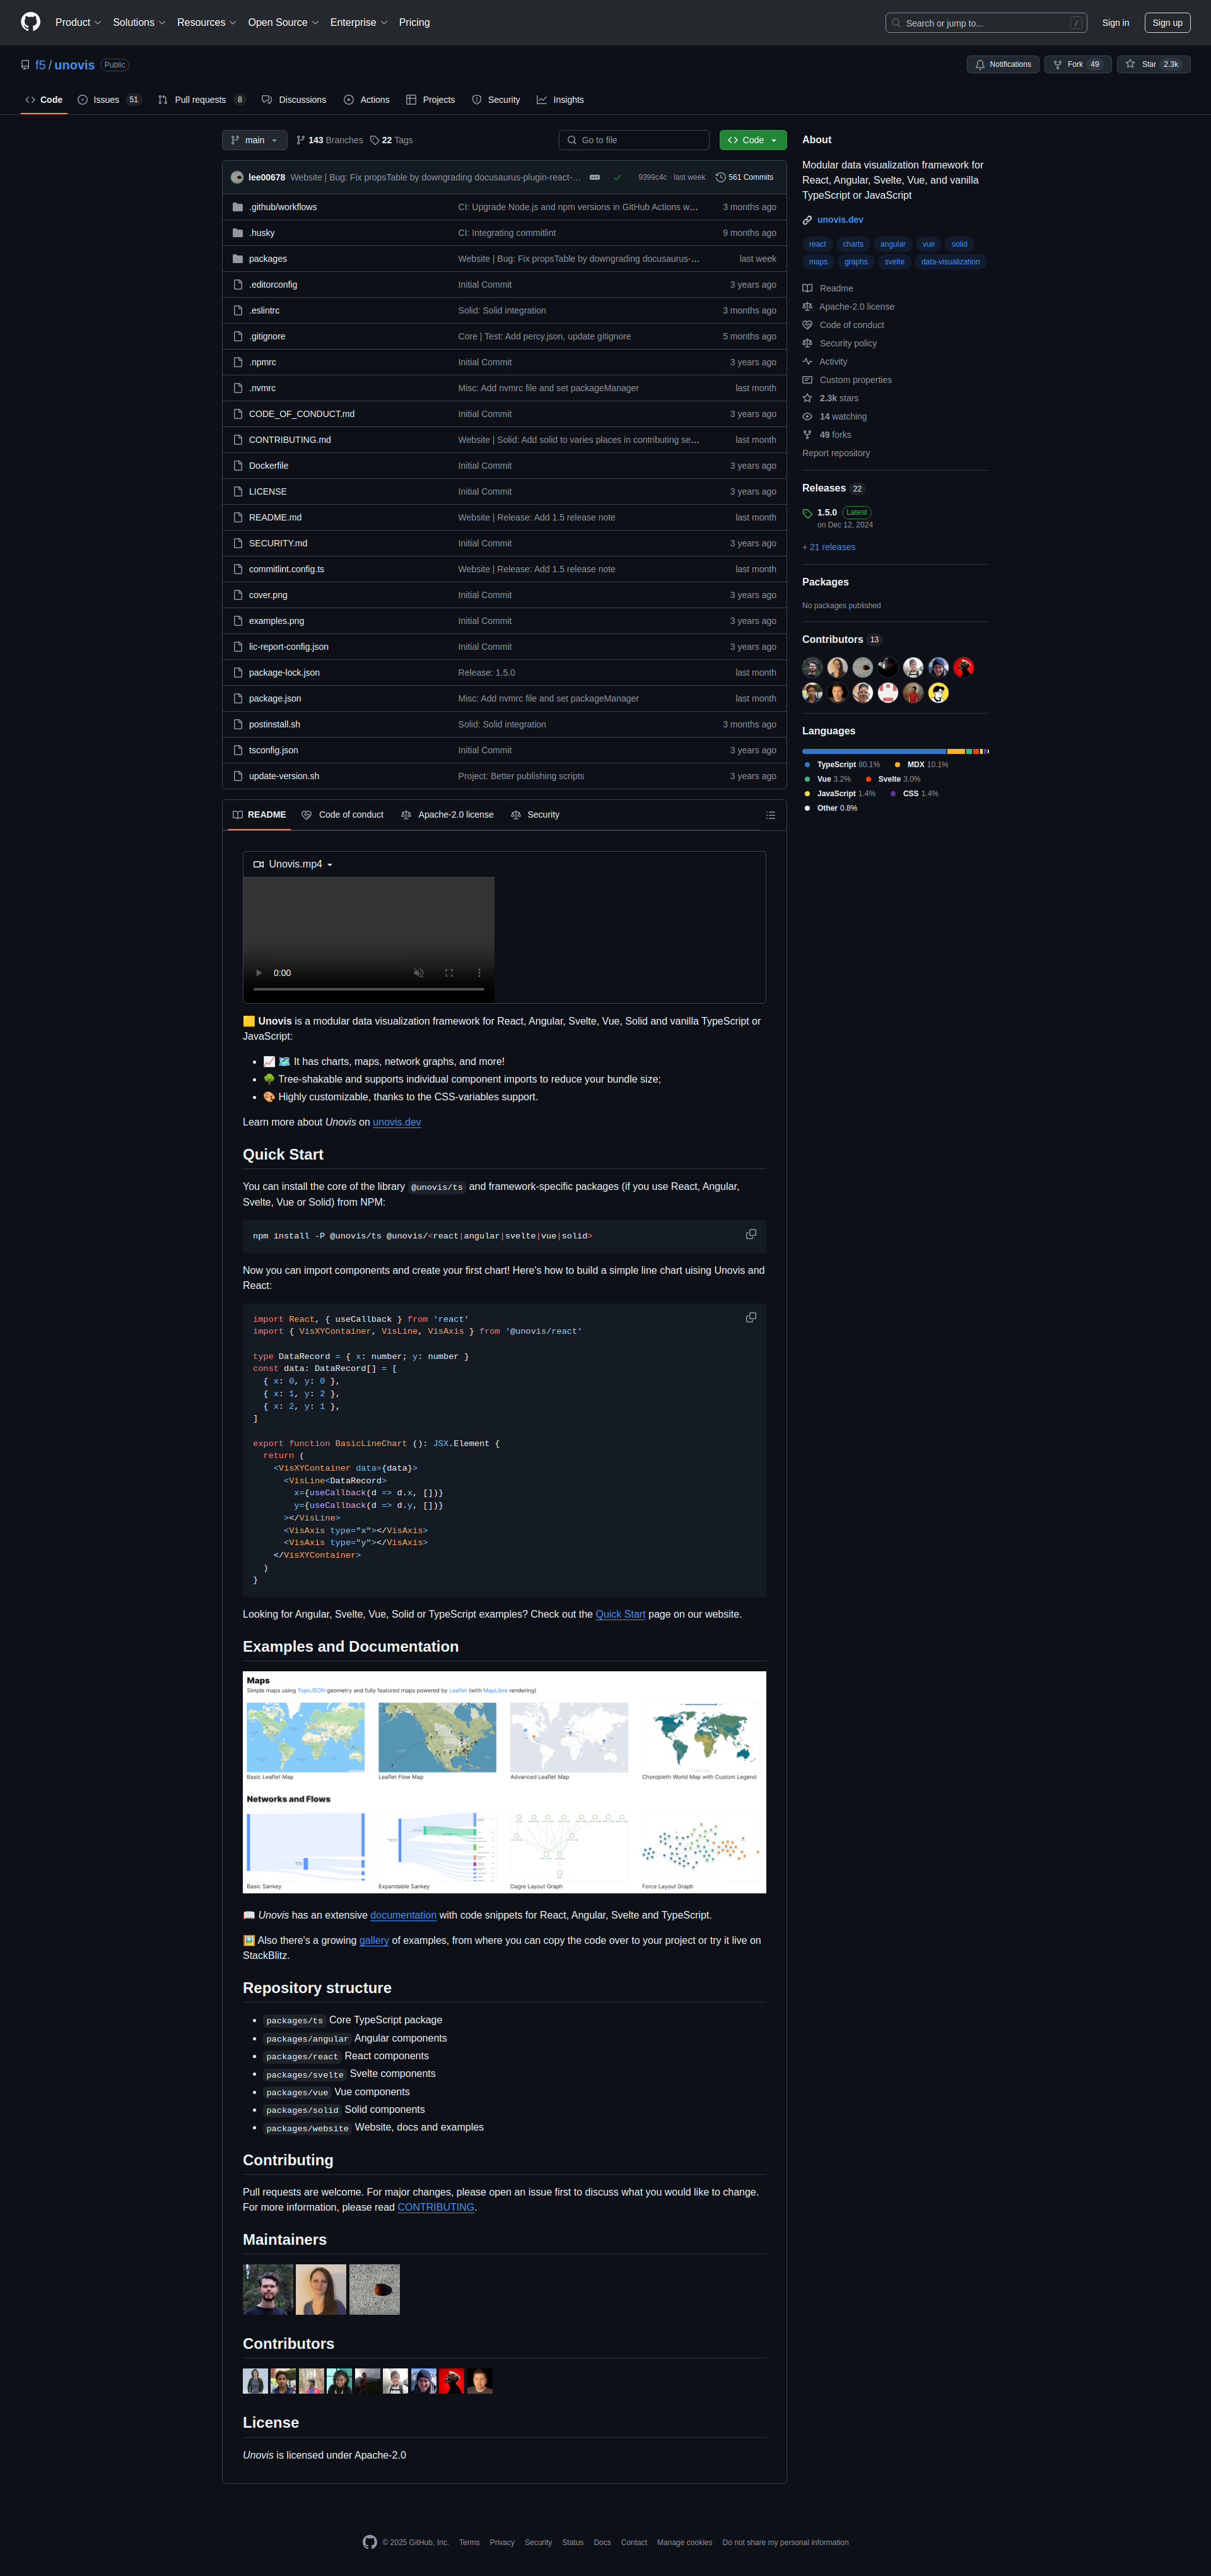 Product Solutions Resources Open Source Enterprise Pricing Search or jump to... / Sign in Sign up
f5 / unovis Public Notifications Fork 49 Star 2.3k
Code Issues 51 Pull requests 8 Discussions Actions Projects Security Insights
main 143 Branches 22 Tags Go to file Code
lee00678 Website | Bug: Fix propsTable by downgrading docusaurus-plugin-react-… 9399c4c · last week 561 Commits
.github/workflows CI: Upgrade Node.js and npm versions in GitHub Actions w… 3 months ago
.husky CI: Integrating commitlint 9 months ago
packages Website | Bug: Fix propsTable by downgrading docusaurus-… last week
.editorconfig Initial Commit 3 years ago
.eslintrc Solid: Solid integration 3 months ago
.gitignore Core | Test: Add percy.json, update gitignore 5 months ago
.npmrc Initial Commit 3 years ago
.nvmrc Misc: Add nvmrc file and set packageManager last month
CODE_OF_CONDUCT.md Initial Commit 3 years ago
CONTRIBUTING.md Website | Solid: Add solid to varies places in contributing se… last month
Dockerfile Initial Commit 3 years ago
LICENSE Initial Commit 3 years ago
README.md Website | Release: Add 1.5 release note last month
SECURITY.md Initial Commit 3 years ago
commitlint.config.ts Website | Release: Add 1.5 release note last month
cover.png Initial Commit 3 years ago
examples.png Initial Commit 3 years ago
lic-report-config.json Initial Commit 3 years ago
package-lock.json Release: 1.5.0 last month
package.json Misc: Add nvmrc file and set packageManager last month
postinstall.sh Solid: Solid integration 3 months ago
tsconfig.json Initial Commit 3 years ago
update-version.sh Project: Better publishing scripts 3 years ago
About
Modular data visualization framework for
React, Angular, Svelte, Vue, and vanilla
TypeScript or JavaScript
unovis.dev
react charts angular vue solid
maps graphs svelte data-visualization
Readme
Apache-2.0 license
Code of conduct
Security policy
Activity
Custom properties
2.3k stars
14 watching
49 forks
Report repository
Releases 22
1.5.0 Latest
on Dec 12, 2024
+ 21 releases
Packages
No packages published
Contributors 13
Languages
TypeScript 80.1% MDX 10.1%
Vue 3.2% Svelte 3.0%
JavaScript 1.4% CSS 1.4%
Other 0.8%
README Code of conduct Apache-2.0 license Security
Unovis.mp4
0:00
🟨 Unovis is a modular data visualization framework for React, Angular, Svelte, Vue, Solid and vanilla TypeScript or
JavaScript:
• 📈 🗺️ It has charts, maps, network graphs, and more!
• 🌳 Tree-shakable and supports individual component imports to reduce your bundle size;
• 🎨 Highly customizable, thanks to the CSS-variables support.
Learn more about Unovis on unovis.dev
Quick Start
You can install the core of the library @unovis/ts and framework-specific packages (if you use React, Angular,
Svelte, Vue or Solid) from NPM:
npm install -P @unovis/ts @unovis/<react|angular|svelte|vue|solid>
Now you can import components and create your first chart! Here's how to build a simple line chart uising Unovis and
React:
import React, { useCallback } from 'react'
import { VisXYContainer, VisLine, VisAxis } from '@unovis/react'
type DataRecord = { x: number; y: number }
const data: DataRecord[] = [
{ x: 0, y: 0 },
{ x: 1, y: 2 },
{ x: 2, y: 1 },
]
export function BasicLineChart (): JSX.Element {
return (
<VisXYContainer data={data}>
<VisLine<DataRecord>
x={useCallback(d => d.x, [])}
y={useCallback(d => d.y, [])}
></VisLine>
<VisAxis type="x"></VisAxis>
<VisAxis type="y"></VisAxis>
</VisXYContainer>
)
}
Looking for Angular, Svelte, Vue, Solid or TypeScript examples? Check out the Quick Start page on our website.
Examples and Documentation
Maps
Simple maps using TopoJSON geometry and fully featured maps powered by Leaflet (with MapLibre rendering)
Basic Leaflet Map Leaflet Flow Map Advanced Leaflet Map Choropleth World Map with Custom Legend
Networks and Flows
Basic Sankey Expandable Sankey Dagre Layout Graph Force Layout Graph
📖 Unovis has an extensive documentation with code snippets for React, Angular, Svelte and TypeScript.
🖼️ Also there's a growing gallery of examples, from where you can copy the code over to your project or try it live on
StackBlitz.
Repository structure
• packages/ts Core TypeScript package
• packages/angular Angular components
• packages/react React components
• packages/svelte Svelte components
• packages/vue Vue components
• packages/solid Solid components
• packages/website Website, docs and examples
Contributing
Pull requests are welcome. For major changes, please open an issue first to discuss what you would like to change.
For more information, please read CONTRIBUTING.
Maintainers
Contributors
License
Unovis is licensed under Apache-2.0
© 2025 GitHub, Inc. Terms Privacy Security Status Docs Contact Manage cookies Do not share my personal information